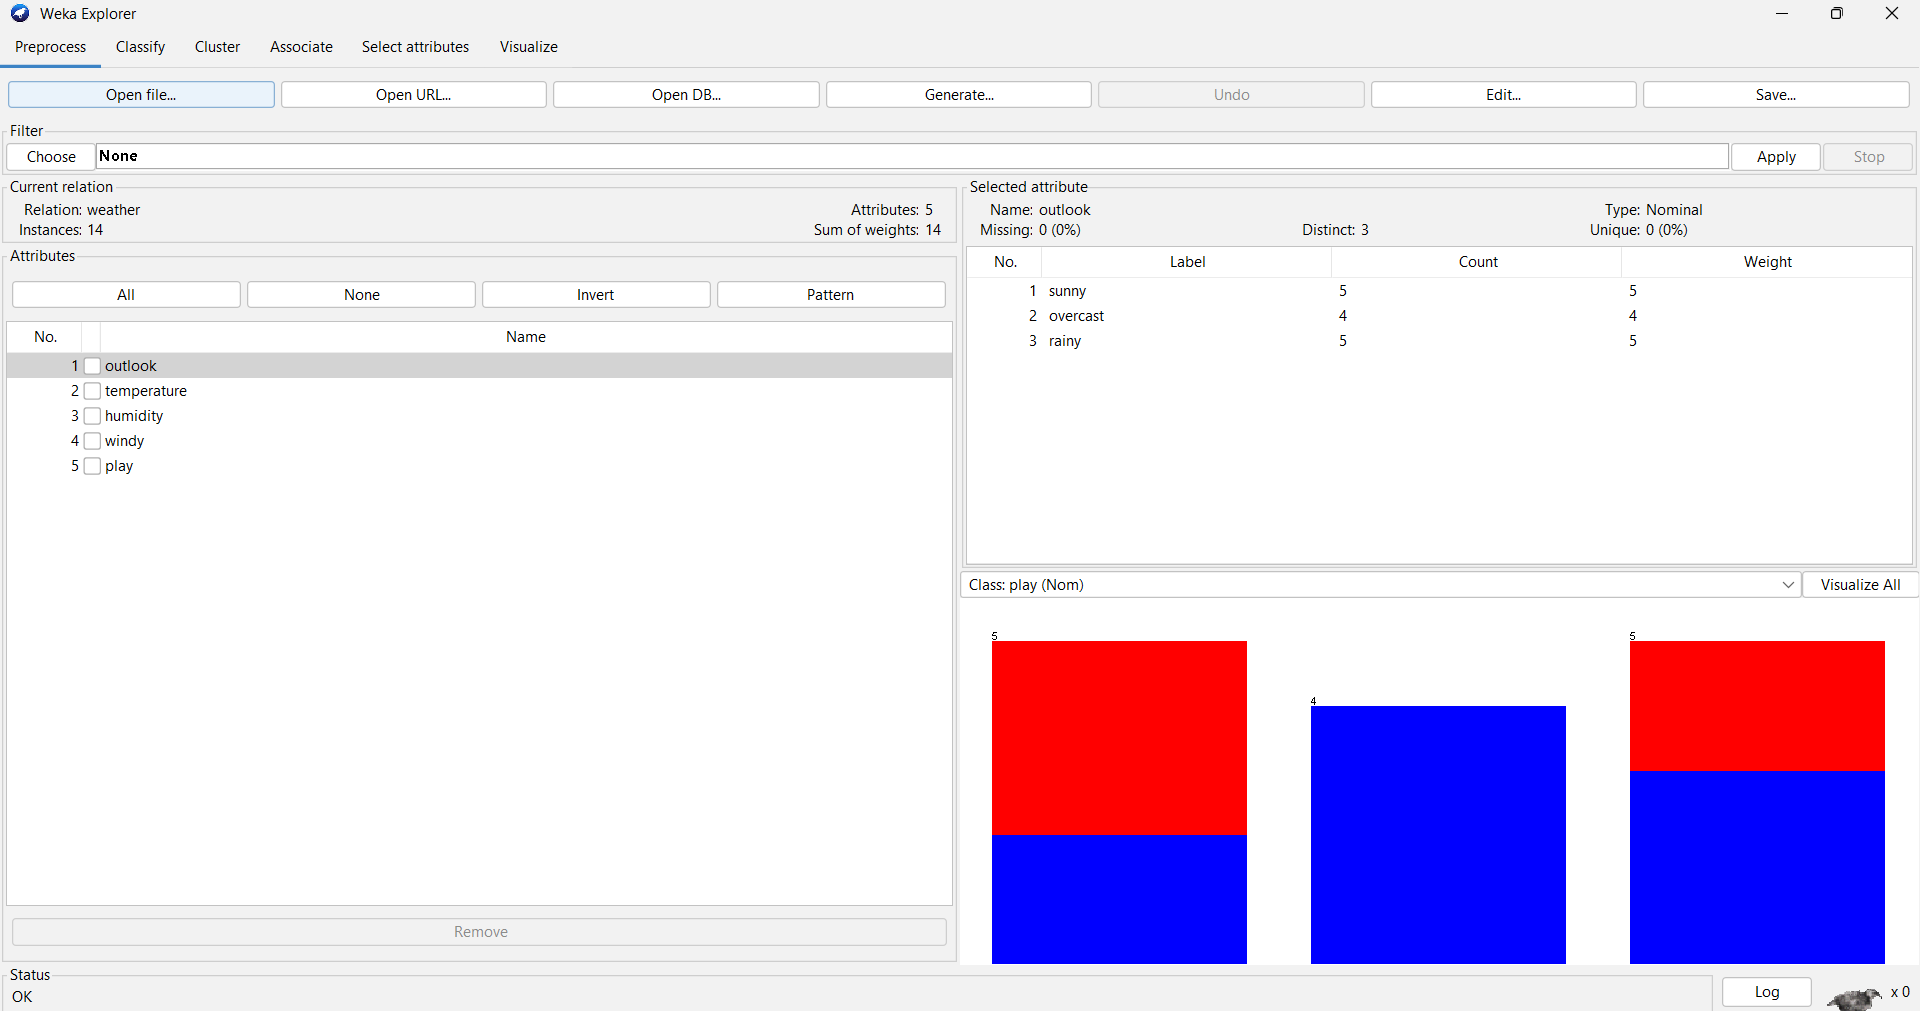 Weka Explorer
Preprocess Classify Cluster Associate Select attributes Visualize
Open file... Open URL... Open DB... Generate... Undo Edit... Save...
Filter
Choose None Apply Stop
Current relation
Relation: weather Attributes: 5
Instances: 14 Sum of weights: 14
Attributes
All None Invert Pattern
No. Name
1 outlook
2 temperature
3 humidity
4 windy
5 play
Remove
Selected attribute
Name: outlook Type: Nominal
Missing: 0 (0%) Distinct: 3 Unique: 0 (0%)
No. Label Count Weight
1 sunny 5 5
2 overcast 4 4
3 rainy 5 5
Class: play (Nom) Visualize All
5 4 5
Status
OK
Log x 0